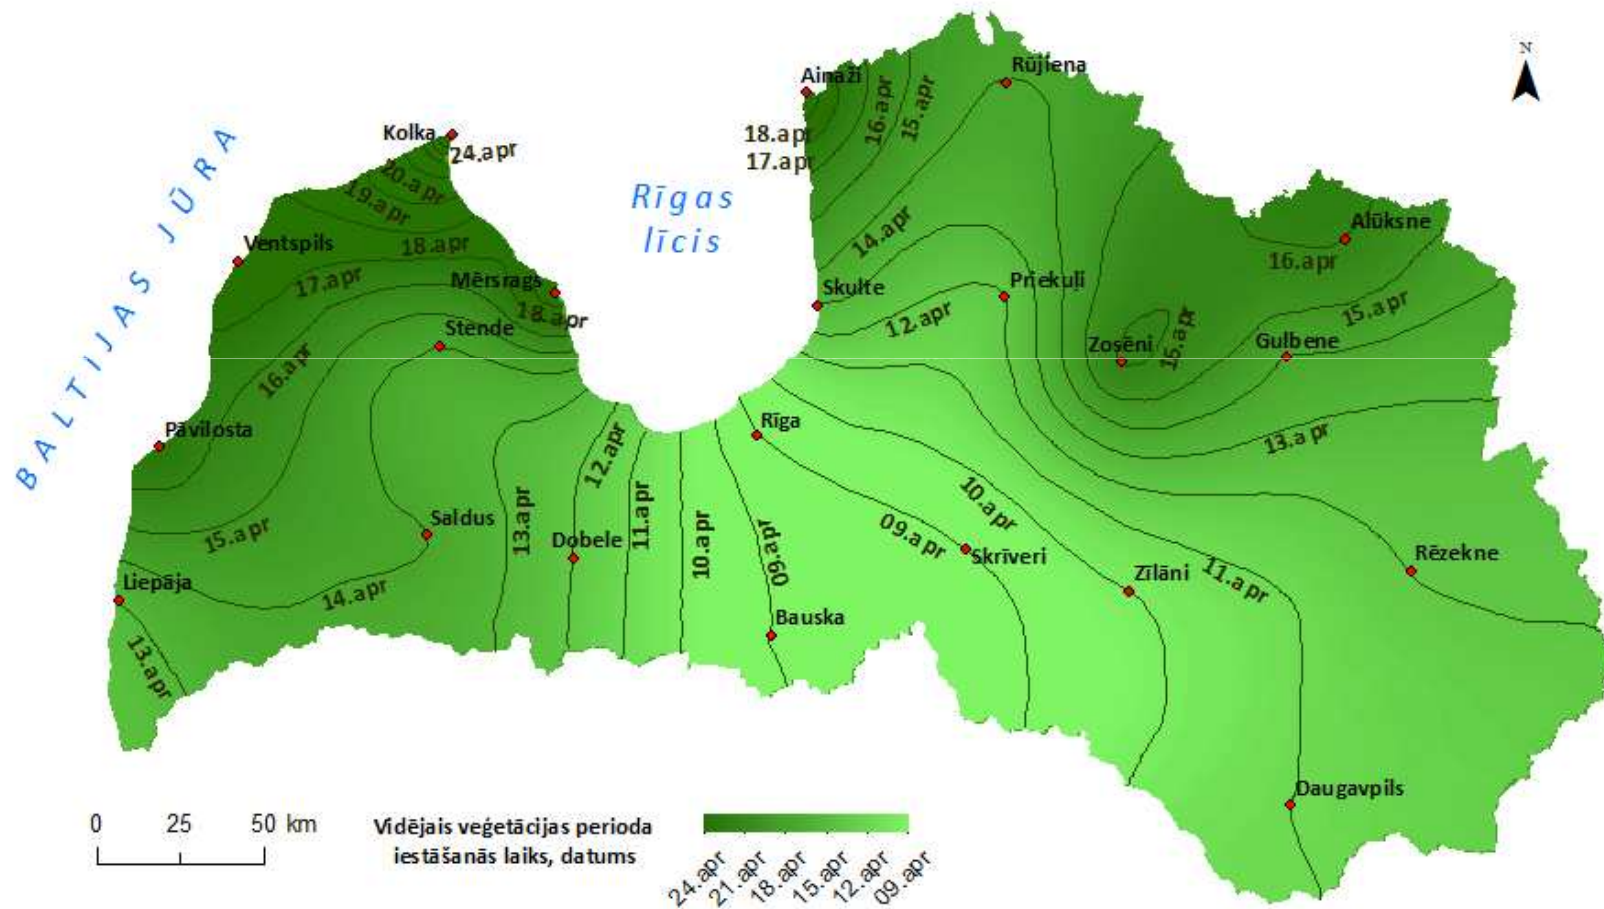 N
Ainaži
Rūjiena
16.apr
15.apr
Kolka
24.apr
18.apr
17.apr
20.apr
19.apr
BALTIJAS JŪRA
Rīgas
līcis
14.apr
Alūksne
16.apr
Ventspils
18.apr
17.apr
Mērsrags
18.apr
Skulte
Priekuļi
12.apr
15.apr
15.apr
Stende
Zosēni
Gulbene
16.apr
Pāvilosta
Rīga
13.apr
12.apr
10.apr
15.apr
Saldus
13.apr
11.apr
10.apr
09.apr
09.apr
Dobele
Skrīveri
Zīlāni
11.apr
Rēzekne
Liepāja
14.apr
Bauska
13.apr
Daugavpils
0 25 50 km
Vidējais veģetācijas perioda
iestāšanās laiks, datums
24.apr 21.apr 18.apr 15.apr 12.apr 09.apr